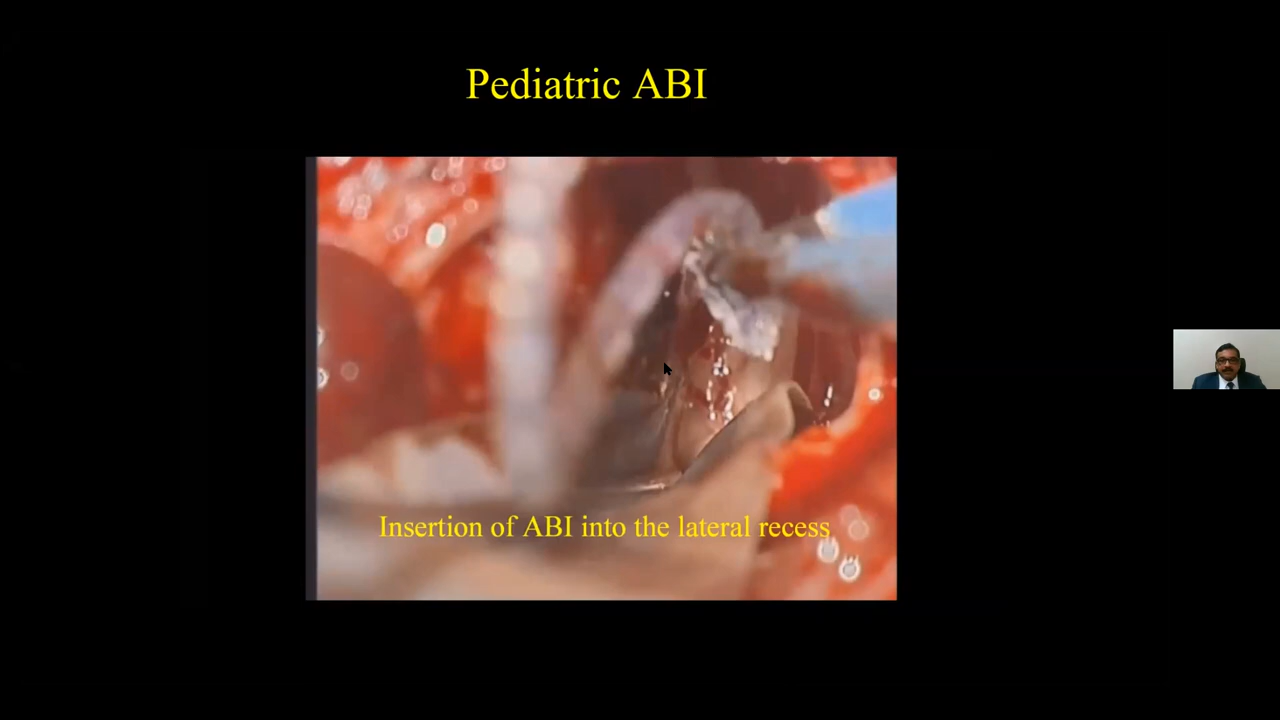 Pediatric ABI
Insertion of ABI into the lateral recess